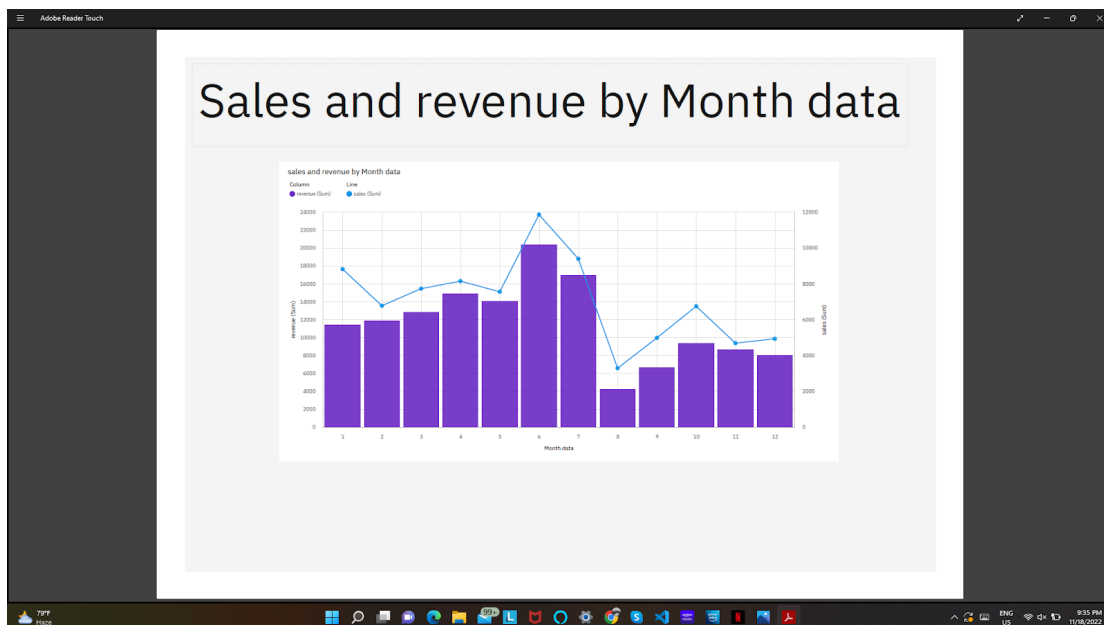 Adobe Reader Touch
Sales and revenue by Month data
sales and revenue by Month data
Column Line
revenue (Sum) sales (Sum)
24000 12000
22000
20000 10000
18000
16000 8000
14000
12000 6000
10000
8000 4000
6000
4000 2000
2000
0 0
revenue (Sum)
sales (Sum)
1 2 3 4 5 6 7 8 9 10 11 12
Month data
79°F
Haze
99+
L
S
N
ENG
US
9:35 PM
11/18/2022